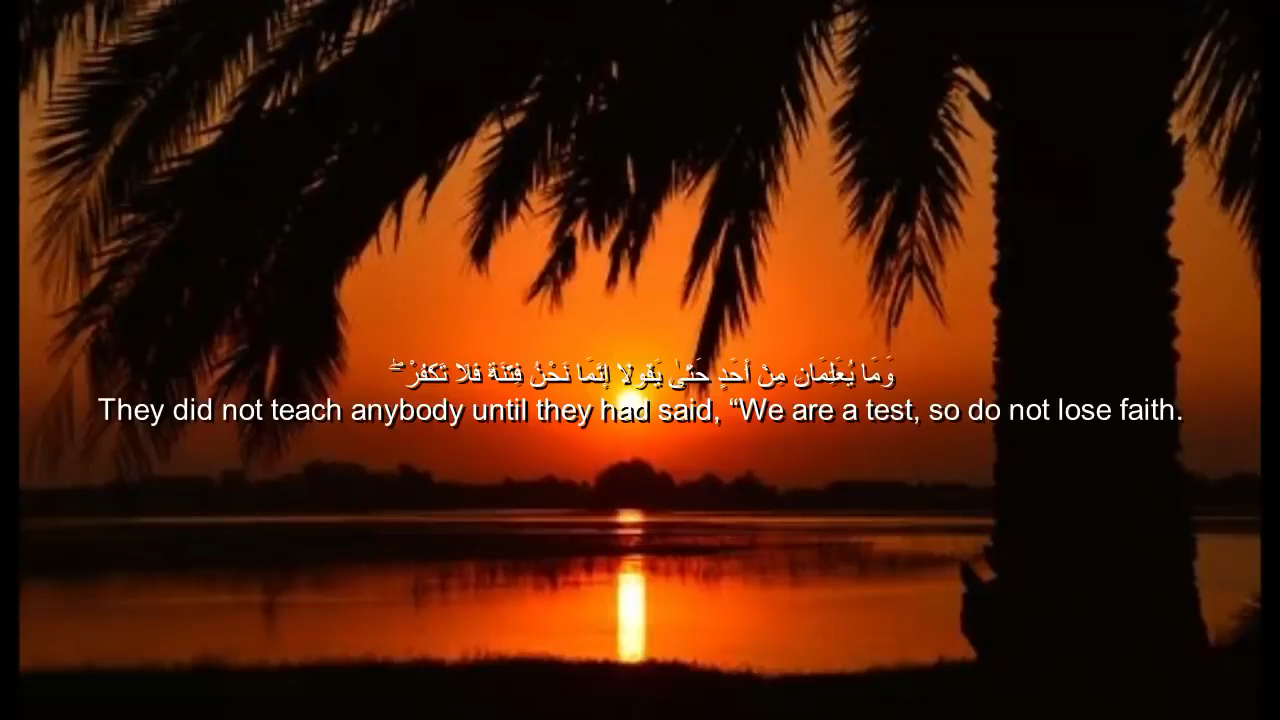 وَمَا يُعَلِّمَانِ مِنْ أَحَدٍ حَتَّىٰ يَقُولَا إِنَّمَا نَحْنُ فِتْنَةٌ فَلَا تَكْفُرْ ۖ
They did not teach anybody until they had said, “We are a test, so do not lose faith.